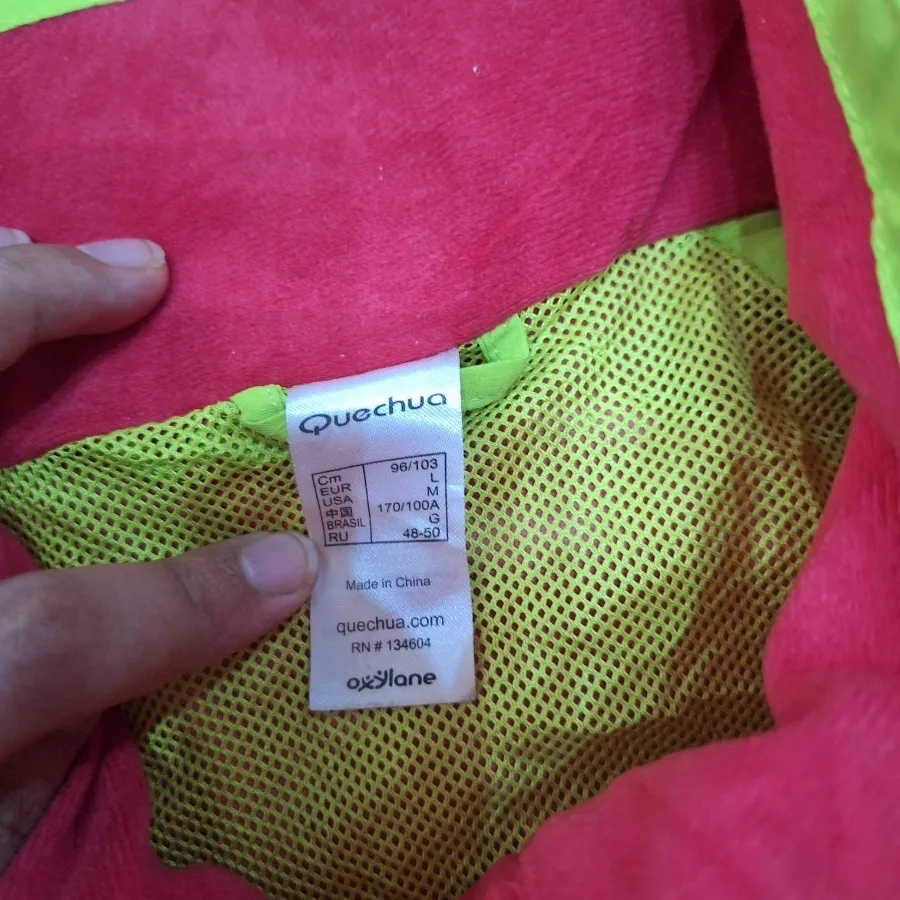 Quechua
Cm 96/103
EUR L
USA M
中国 170/100A
BRASIL G
RU 48-50
Made in China
quechua.com
RN # 134604
oxylane